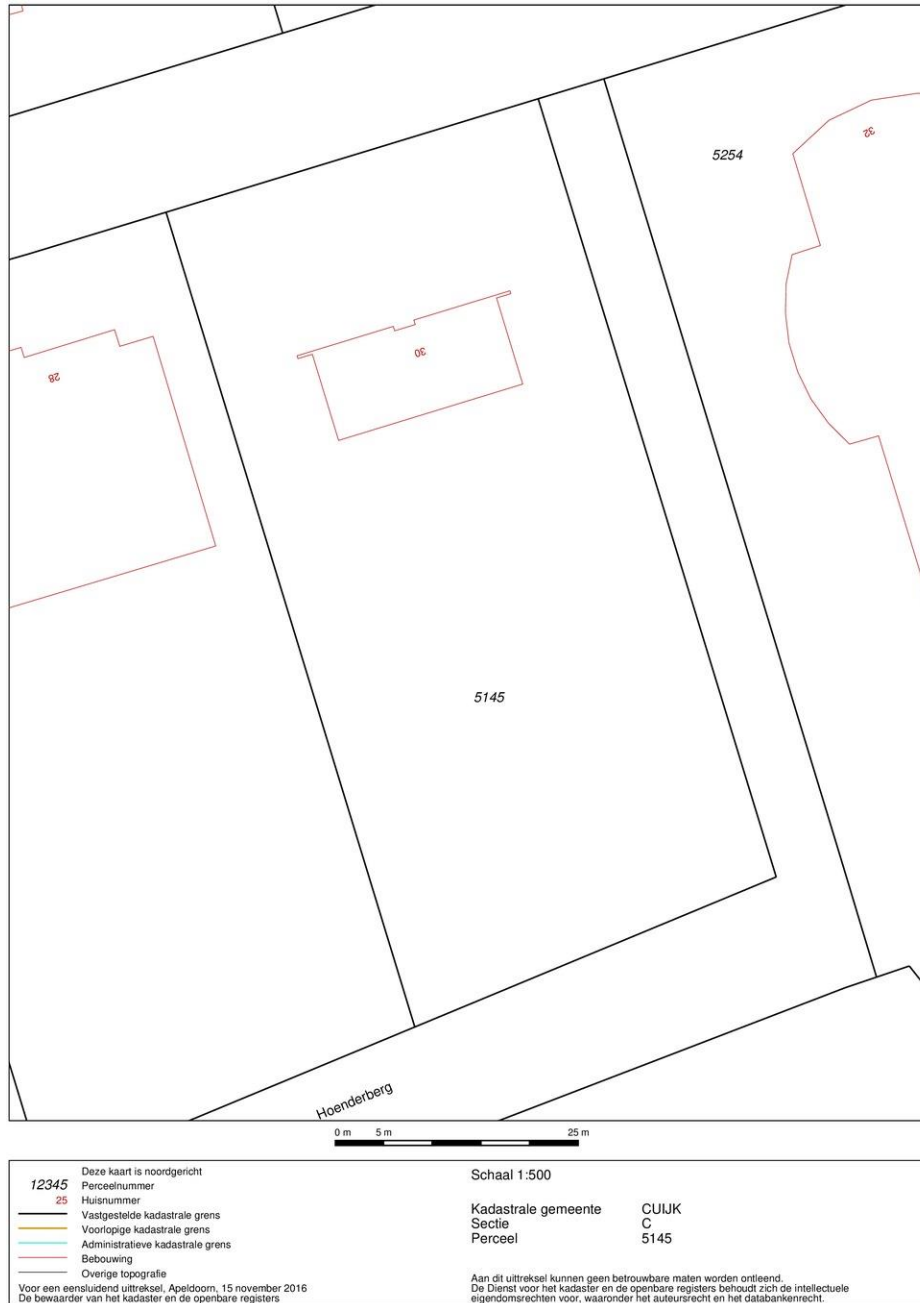 32
5254
30
28
5145
Hoenderberg
0 m 5 m 25 m
Deze kaart is noordgericht
12345 Perceelnummer
25 Huisnummer
Vastgestelde kadastrale grens
Voorlopige kadastrale grens
Administratieve kadastrale grens
Bebouwing
Overige topografie
Voor een eensluidend uittreksel, Apeldoorn, 15 november 2016
De bewaarder van het kadaster en de openbare registers
Schaal 1:500
Kadastrale gemeente CUIJK
Sectie C
Perceel 5145
Aan dit uittreksel kunnen geen betrouwbare maten worden ontleend.
De Dienst voor het kadaster en de openbare registers behoudt zich de intellectuele
eigendomsrechten voor, waaronder het auteursrecht en het databankenrecht.